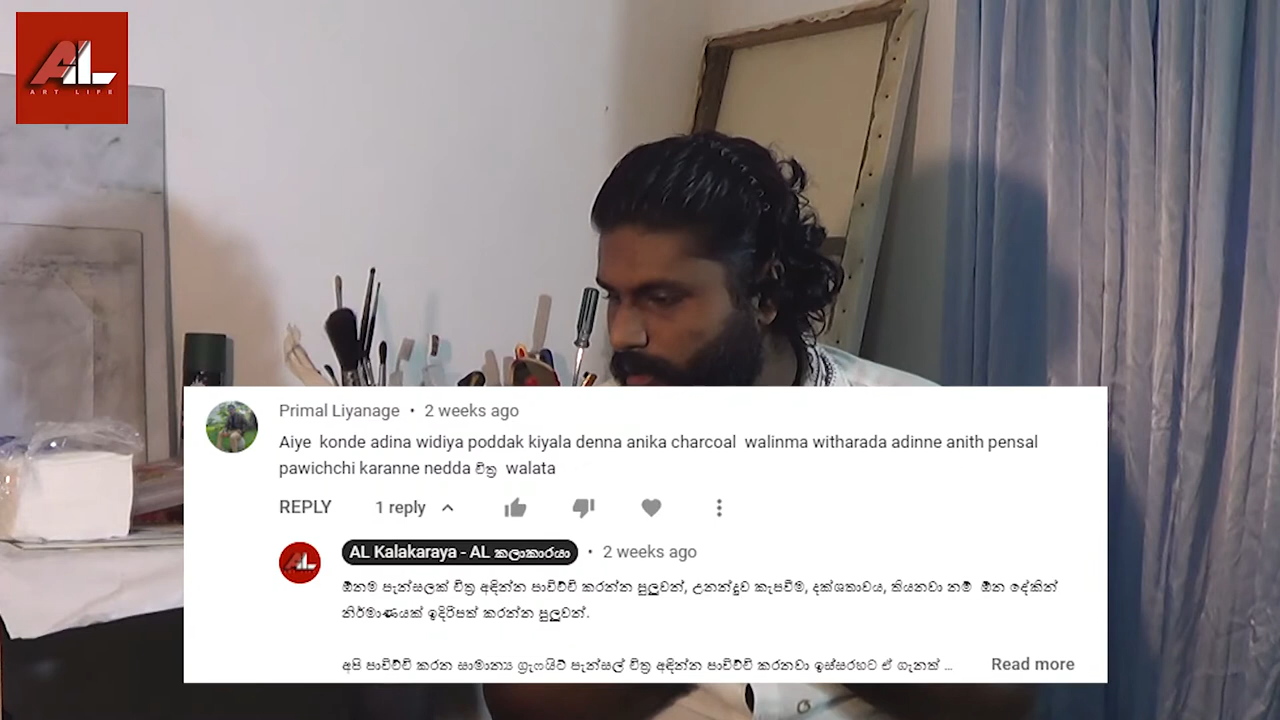 AL
ART LIFE
Primal Liyanage • 2 weeks ago
Aiye konde adina widiya poddak kiyala denna anika charcoal walinma witharada adinne anith pensal
pawichchi karanne nedda චිත්‍ර walata
REPLY 1 reply
AL Kalakaraya - AL කලාකාරයා • 2 weeks ago
ඕනම පැන්සලක් චිත්‍ර අඳින්න පාවිච්චි කරන්න පුලුවන්, උනන්දුව කැපවීම, දක්ශතාවය, තියනවා නම් ඕන දේකින්
නිර්මාණයක් ඉදිරිපත් කරන්න පුලුවන්.
අපි පාවිච්චි කරන සාමාන්‍ය ග්‍රැෆයිට් පැන්සල් චිත්‍ර අඳින්න පාවිච්චි කරනවා ඉස්සරහට ඒ ගැනක් ... Read more